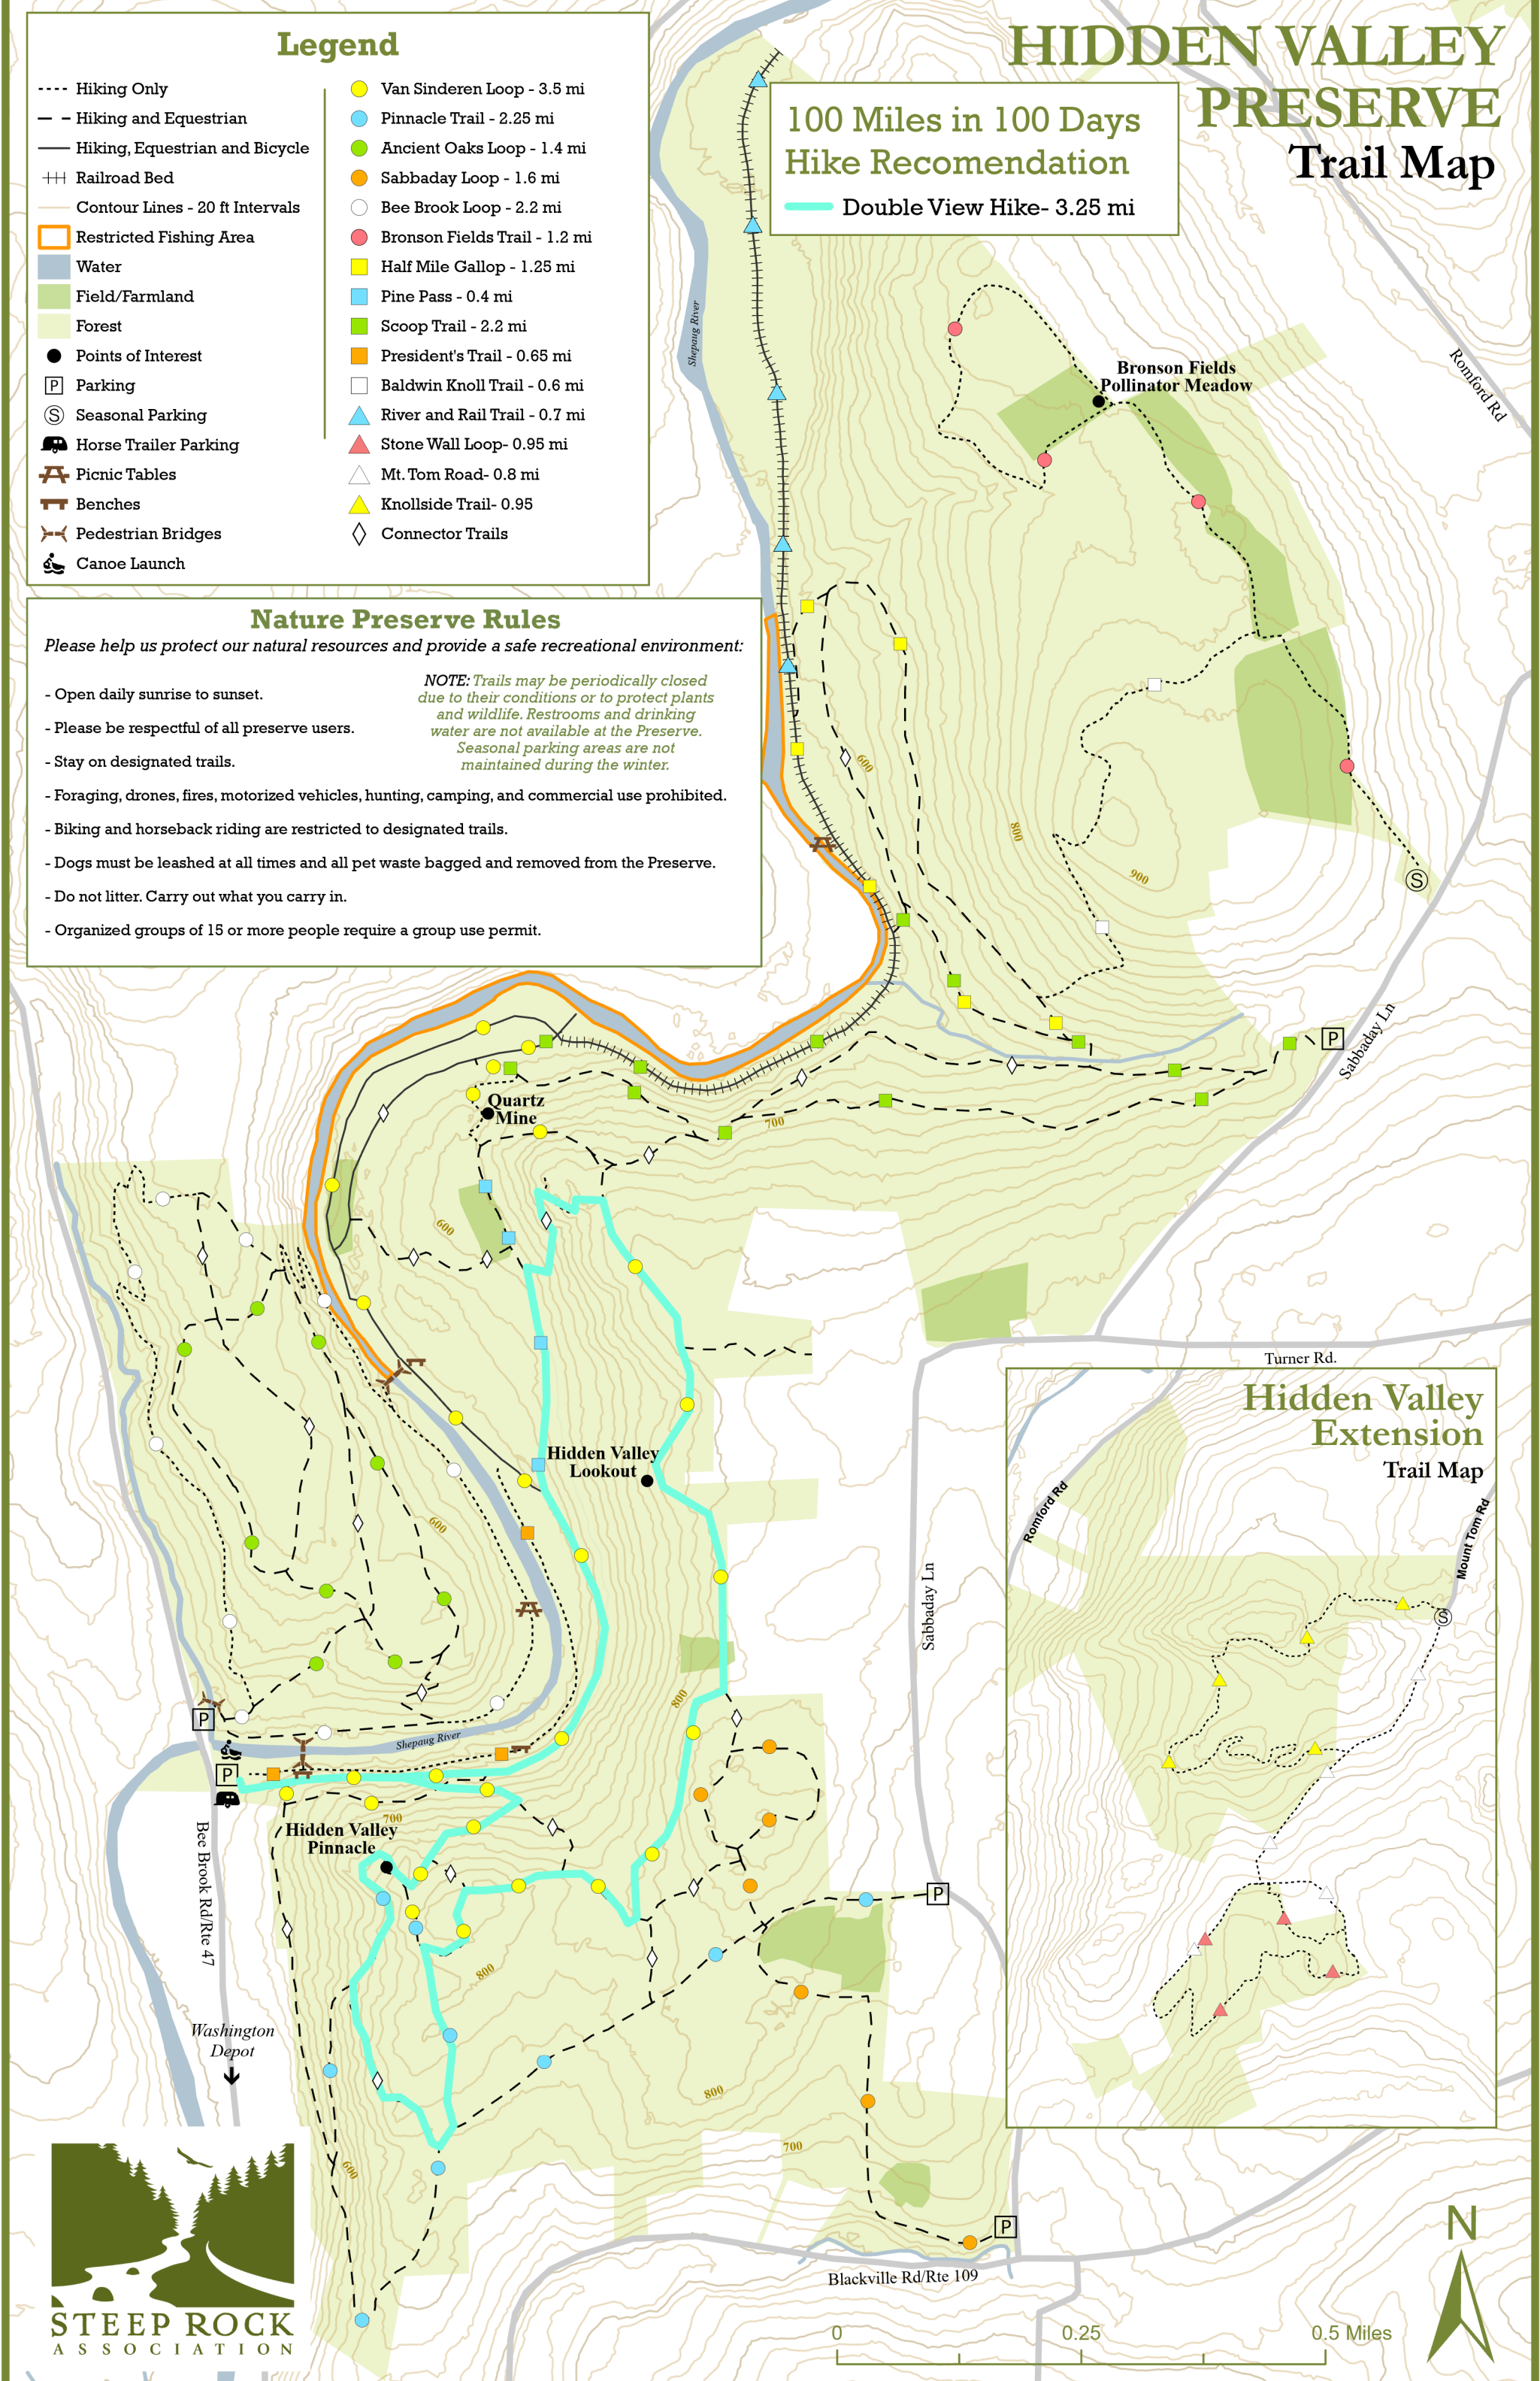 HIDDEN VALLEY
PRESERVE
Trail Map
100 Miles in 100 Days
Hike Recomendation
Double View Hike- 3.25 mi
Legend
Hiking Only
Hiking and Equestrian
Hiking, Equestrian and Bicycle
Railroad Bed
Contour Lines - 20 ft Intervals
Restricted Fishing Area
Water
Field/Farmland
Forest
Points of Interest
P Parking
S Seasonal Parking
Horse Trailer Parking
Picnic Tables
Benches
Pedestrian Bridges
Canoe Launch
Van Sinderen Loop - 3.5 mi
Pinnacle Trail - 2.25 mi
Ancient Oaks Loop - 1.4 mi
Sabbaday Loop - 1.6 mi
Bee Brook Loop - 2.2 mi
Bronson Fields Trail - 1.2 mi
Half Mile Gallop - 1.25 mi
Pine Pass - 0.4 mi
Scoop Trail - 2.2 mi
President's Trail - 0.65 mi
Baldwin Knoll Trail - 0.6 mi
River and Rail Trail - 0.7 mi
Stone Wall Loop- 0.95 mi
Mt. Tom Road- 0.8 mi
Knollside Trail- 0.95
Connector Trails
Nature Preserve Rules
Please help us protect our natural resources and provide a safe recreational environment:
- Open daily sunrise to sunset.
- Please be respectful of all preserve users.
- Stay on designated trails.
- Foraging, drones, fires, motorized vehicles, hunting, camping, and commercial use prohibited.
- Biking and horseback riding are restricted to designated trails.
- Dogs must be leashed at all times and all pet waste bagged and removed from the Preserve.
- Do not litter. Carry out what you carry in.
- Organized groups of 15 or more people require a group use permit.
NOTE: Trails may be periodically closed
due to their conditions or to protect plants
and wildlife. Restrooms and drinking
water are not available at the Preserve.
Seasonal parking areas are not
maintained during the winter.
Shepaug River
Romford Rd
Bronson Fields
Pollinator Meadow
600
800
900
S
P
Sabbaday Ln
Quartz
Mine
700
600
Turner Rd.
Hidden Valley
Lookout
600
Sabbaday Ln
800
P
Shepaug River
P
700
Hidden Valley
Pinnacle
Bee Brook Rd/Rte 47
P
800
Washington
Depot
800
700
600
P
Blackville Rd/Rte 109
Hidden Valley
Extension
Trail Map
Romford Rd
Mount Tom Rd
S
STEEP ROCK
ASSOCIATION
N
0
0.25
0.5 Miles